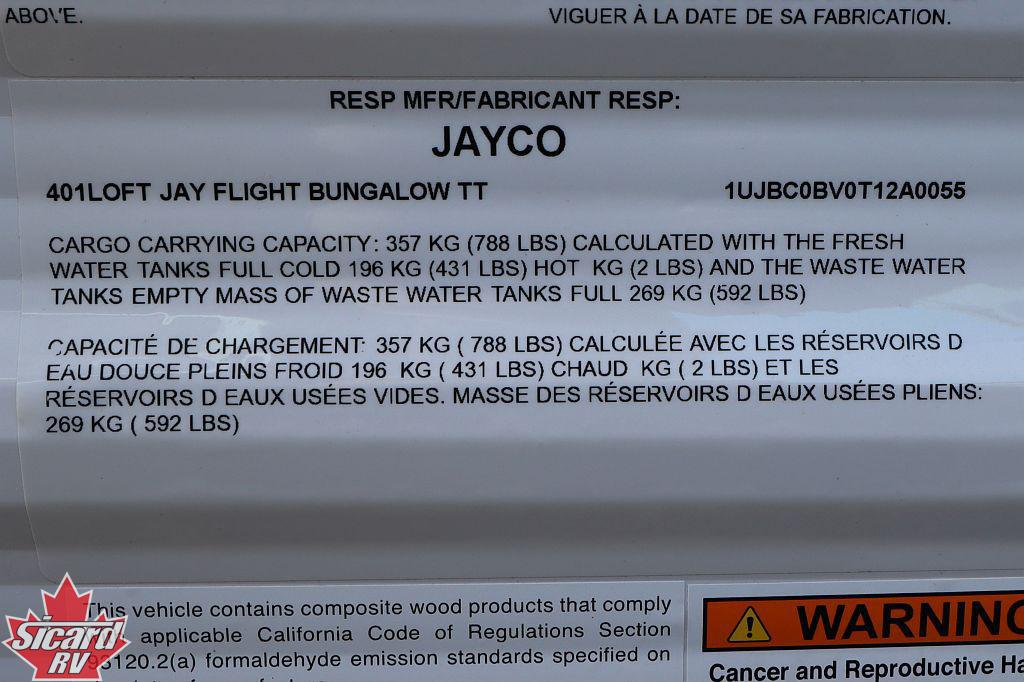 ABOVE.
VIGUER À LA DATE DE SA FABRICATION.
RESP MFR/FABRICANT RESP:
JAYCO
401LOFT JAY FLIGHT BUNGALOW TT
1UJBC0BV0T12A0055
CARGO CARRYING CAPACITY: 357 KG (788 LBS) CALCULATED WITH THE FRESH
WATER TANKS FULL COLD 196 KG (431 LBS) HOT KG (2 LBS) AND THE WASTE WATER
TANKS EMPTY MASS OF WASTE WATER TANKS FULL 269 KG (592 LBS)
CAPACITÉ DE CHARGEMENT: 357 KG ( 788 LBS) CALCULÉE AVEC LES RÉSERVOIRS D
EAU DOUCE PLEINS FROID 196 KG ( 431 LBS) CHAUD KG ( 2 LBS) ET LES
RÉSERVOIRS D EAUX USÉES VIDES. MASSE DES RÉSERVOIRS D EAUX USÉES PLIENS:
269 KG ( 592 LBS)
This vehicle contains composite wood products that comply
applicable California Code of Regulations Section
93120.2(a) formaldehyde emission standards specified on
WARNING
Cancer and Reproductive Ha
Sicard
RV